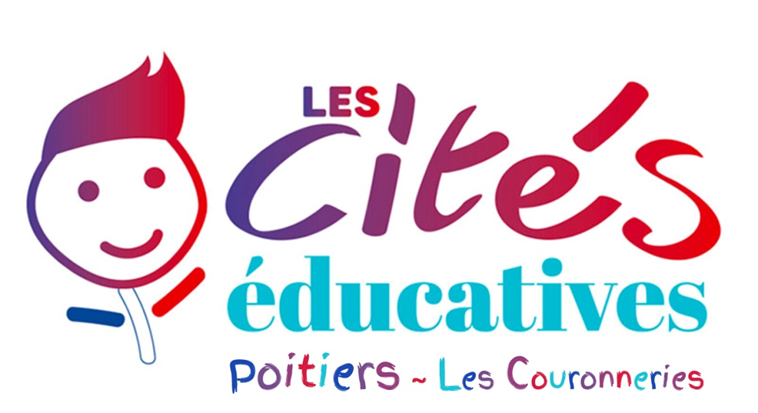 LES
Cités
éducatives
Poitiers ~ Les Couronneries